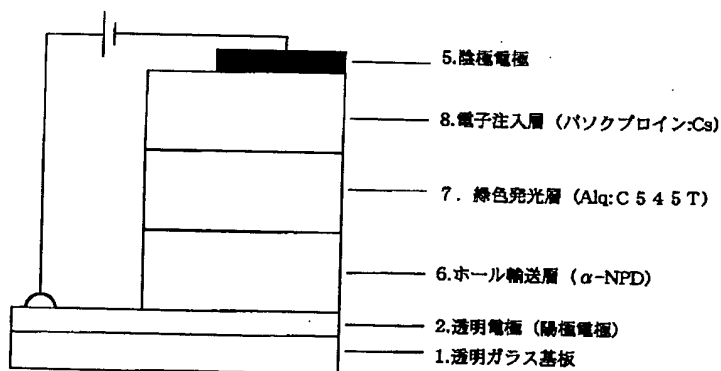 5.陰極電極
8.電子注入層 (バソクプロイン:Cs)
7. 緑色発光層 (Alq:C545T)
6.ホール輸送層 (α-NPD)
2.透明電極 (陽極電極)
1.透明ガラス基板